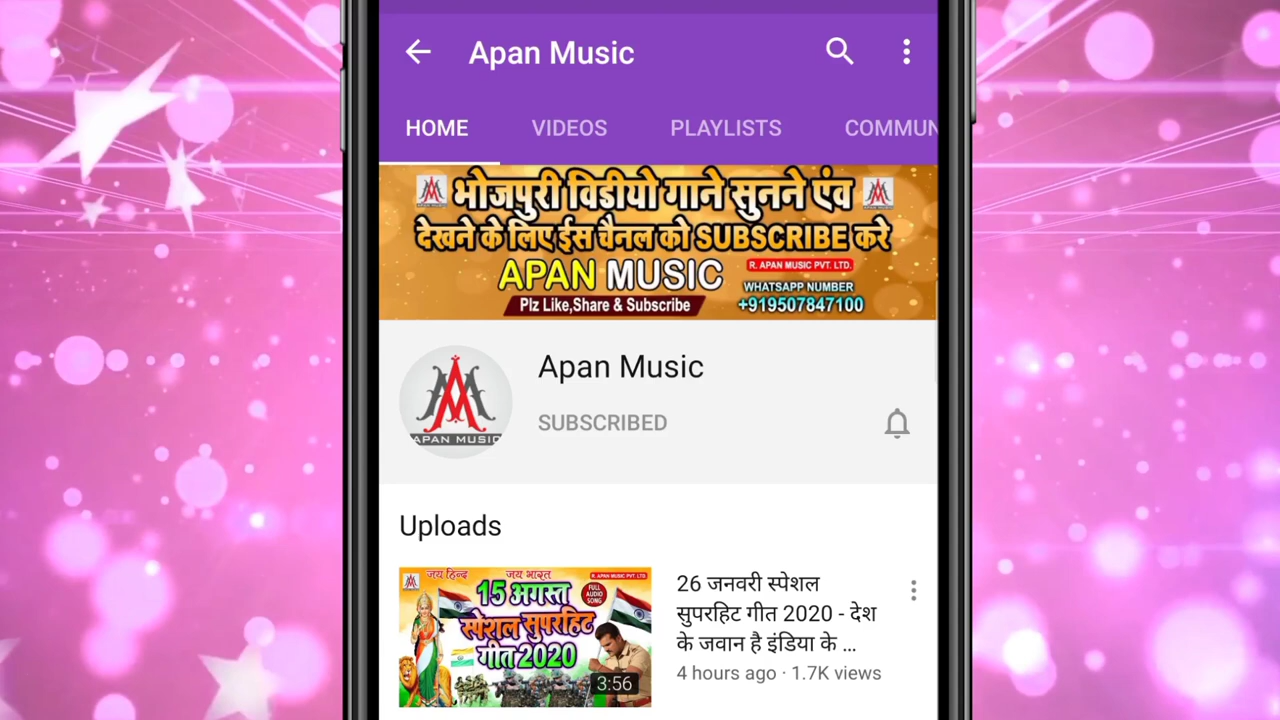 Apan Music
HOME VIDEOS PLAYLISTS COMMUN
भोजपुरी विडीयो गाने सुनने एंव
देखने के लिए ईस चैनल को SUBSCRIBE करे
APAN MUSIC
R. APAN MUSIC PVT. LTD.
WHATSAPP NUMBER
+919507847100
Plz Like,Share & Subscribe
Apan Music
SUBSCRIBED
APAN MUSIC
Uploads
जय हिन्द जय भारत
R. APAN MUSIC PVT. LTD
15 अगस्त
FULL
AUDIO
SONG
स्पेशल सुपरहिट
गीत 2020
3:56
26 जनवरी स्पेशल
सुपरहिट गीत 2020 - देश
के जवान है इंडिया के ...
4 hours ago · 1.7K views